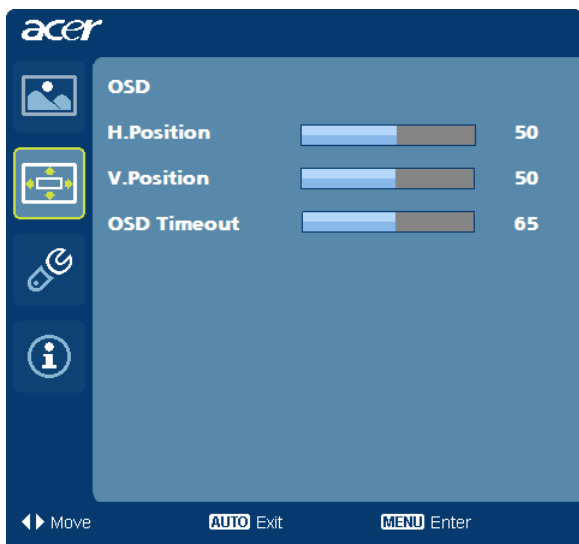 acer
OSD
H.Position 50
V.Position 50
OSD Timeout 65
Move AUTO Exit MENU Enter